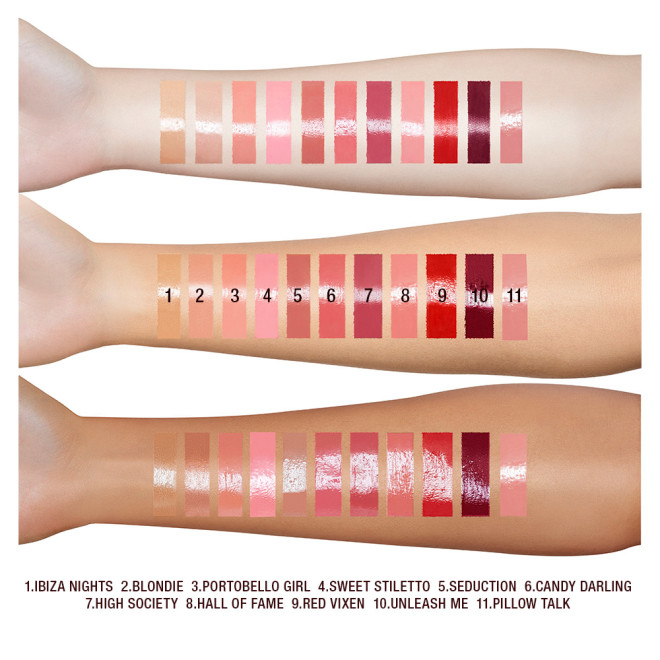 1 2 3 4 5 6 7 8 9 10 11
1.IBIZA NIGHTS 2.BLONDIE 3.PORTOBELLO GIRL 4.SWEET STILETTO 5.SEDUCTION 6.CANDY DARLING
7.HIGH SOCIETY 8.HALL OF FAME 9.RED VIXEN 10.UNLEASH ME 11.PILLOW TALK